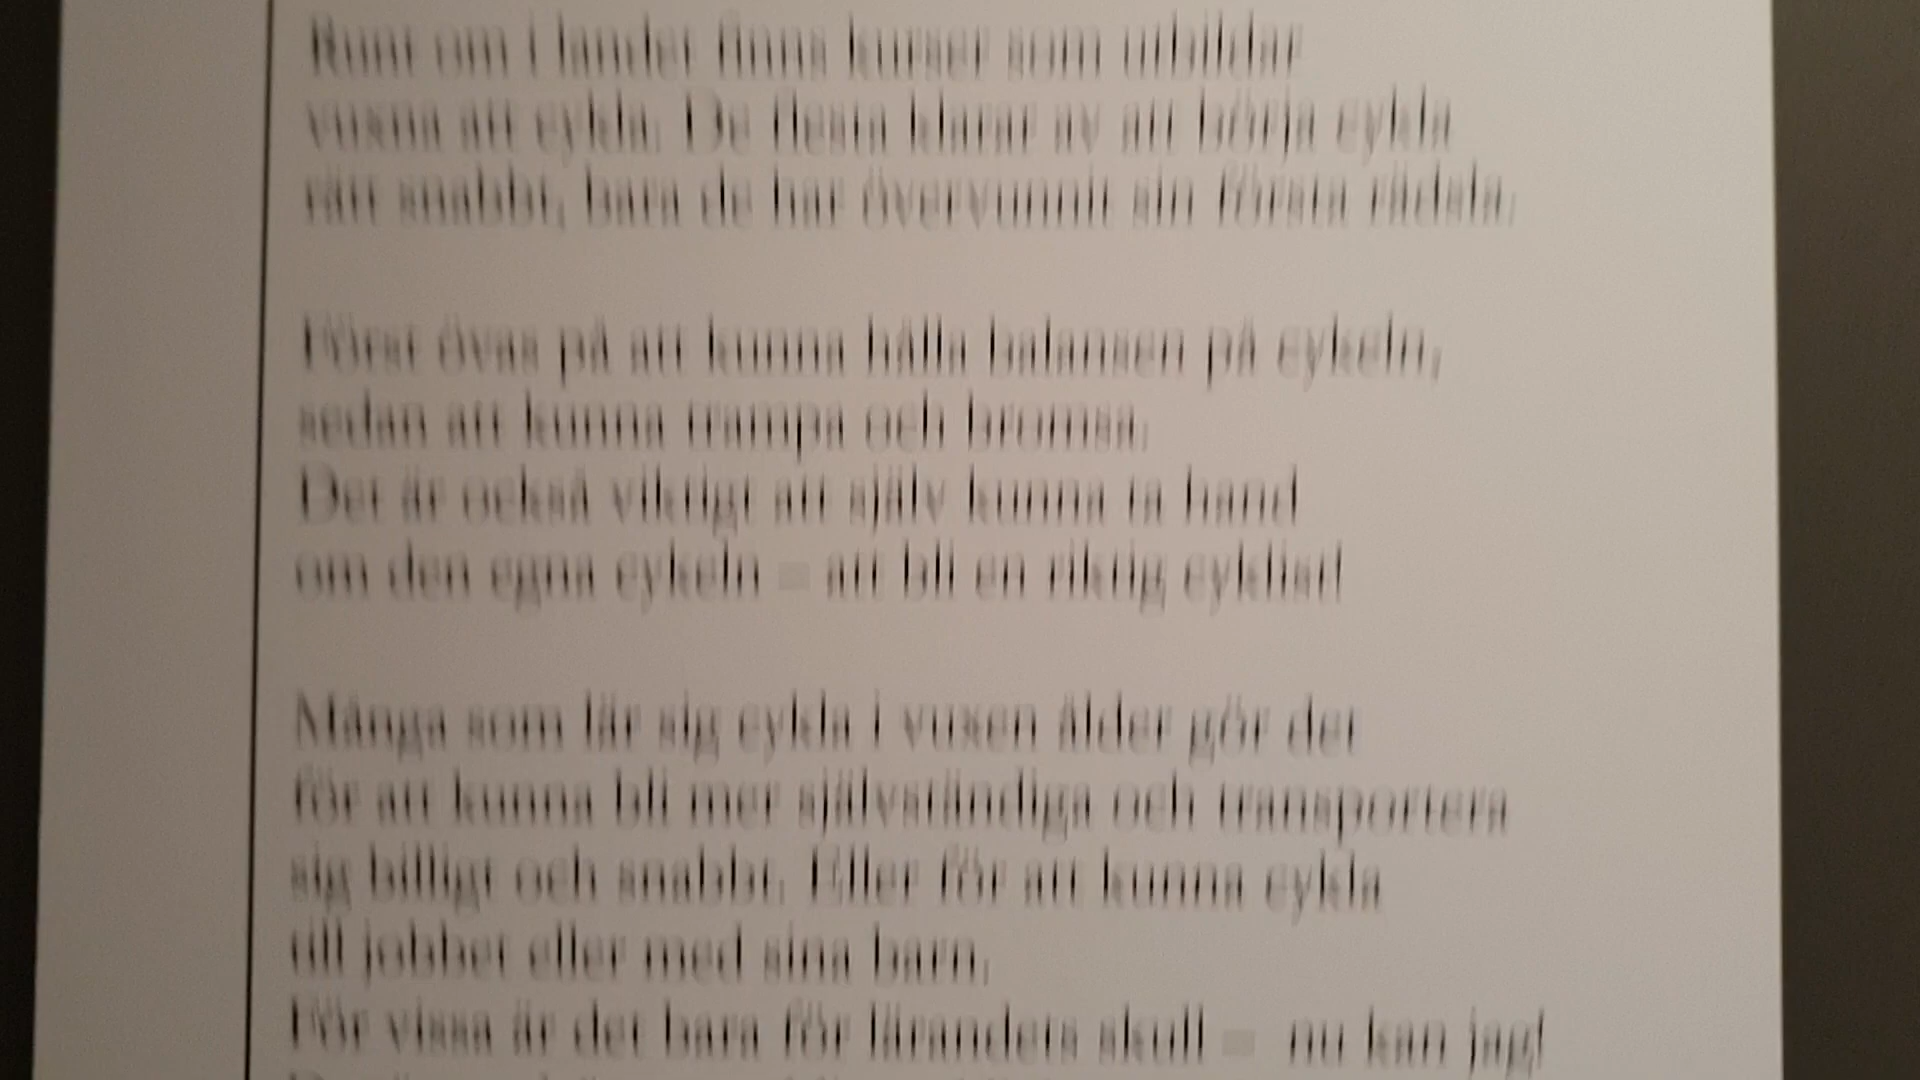 Runt om i landet finns kurser som utbildar
vuxna att cykla. De flesta klarar av att börja cykla
rätt snabbt, bara de har övervunnit sin första rädsla.
Först övas på att kunna hålla balansen på cykeln,
sedan att kunna trampa och bromsa.
Det är också viktigt att själv kunna ta hand
om den egna cykeln – att bli en riktig cyklist!
Många som lär sig cykla i vuxen ålder gör det
för att kunna bli mer självständiga och transportera
sig billigt och snabbt. Eller för att kunna cykla
till jobbet eller med sina barn.
För vissa är det bara för lärandets skull – nu kan jag!